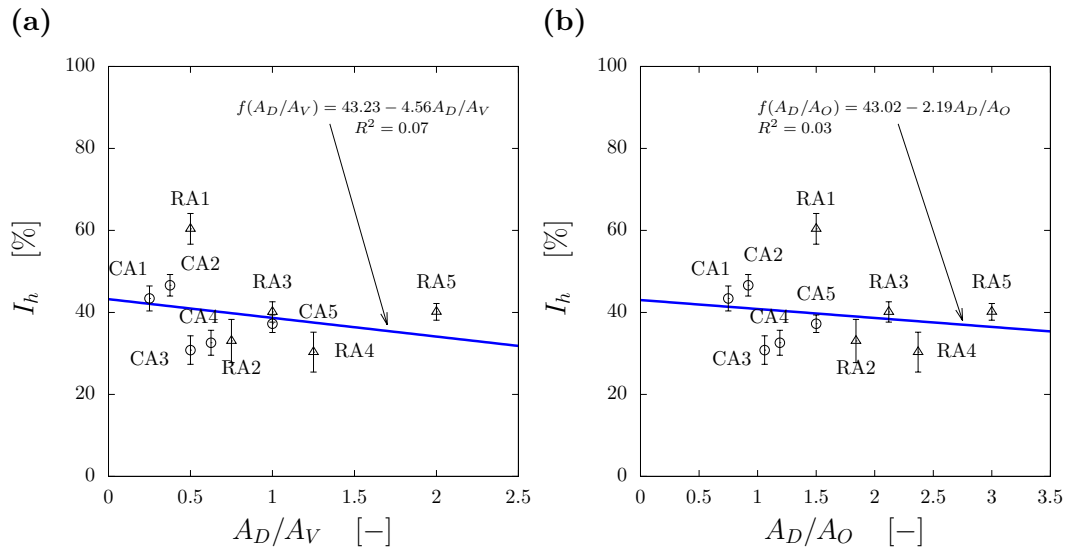 (a)
100
80
60
40
20
0
I_h [%]
f(A_D/A_V) = 43.23 − 4.56A_D/A_V
R^2 = 0.07
RA1
CA1
CA2
RA3
RA5
CA4
CA5
CA3
RA2
RA4
0 0.5 1 1.5 2 2.5
A_D/A_V [−]
(b)
100
80
60
40
20
0
I_h [%]
f(A_D/A_O) = 43.02 − 2.19A_D/A_O
R^2 = 0.03
RA1
CA2
CA1
RA3
RA5
CA5
CA4
CA3
RA2
RA4
0 0.5 1 1.5 2 2.5 3 3.5
A_D/A_O [−]